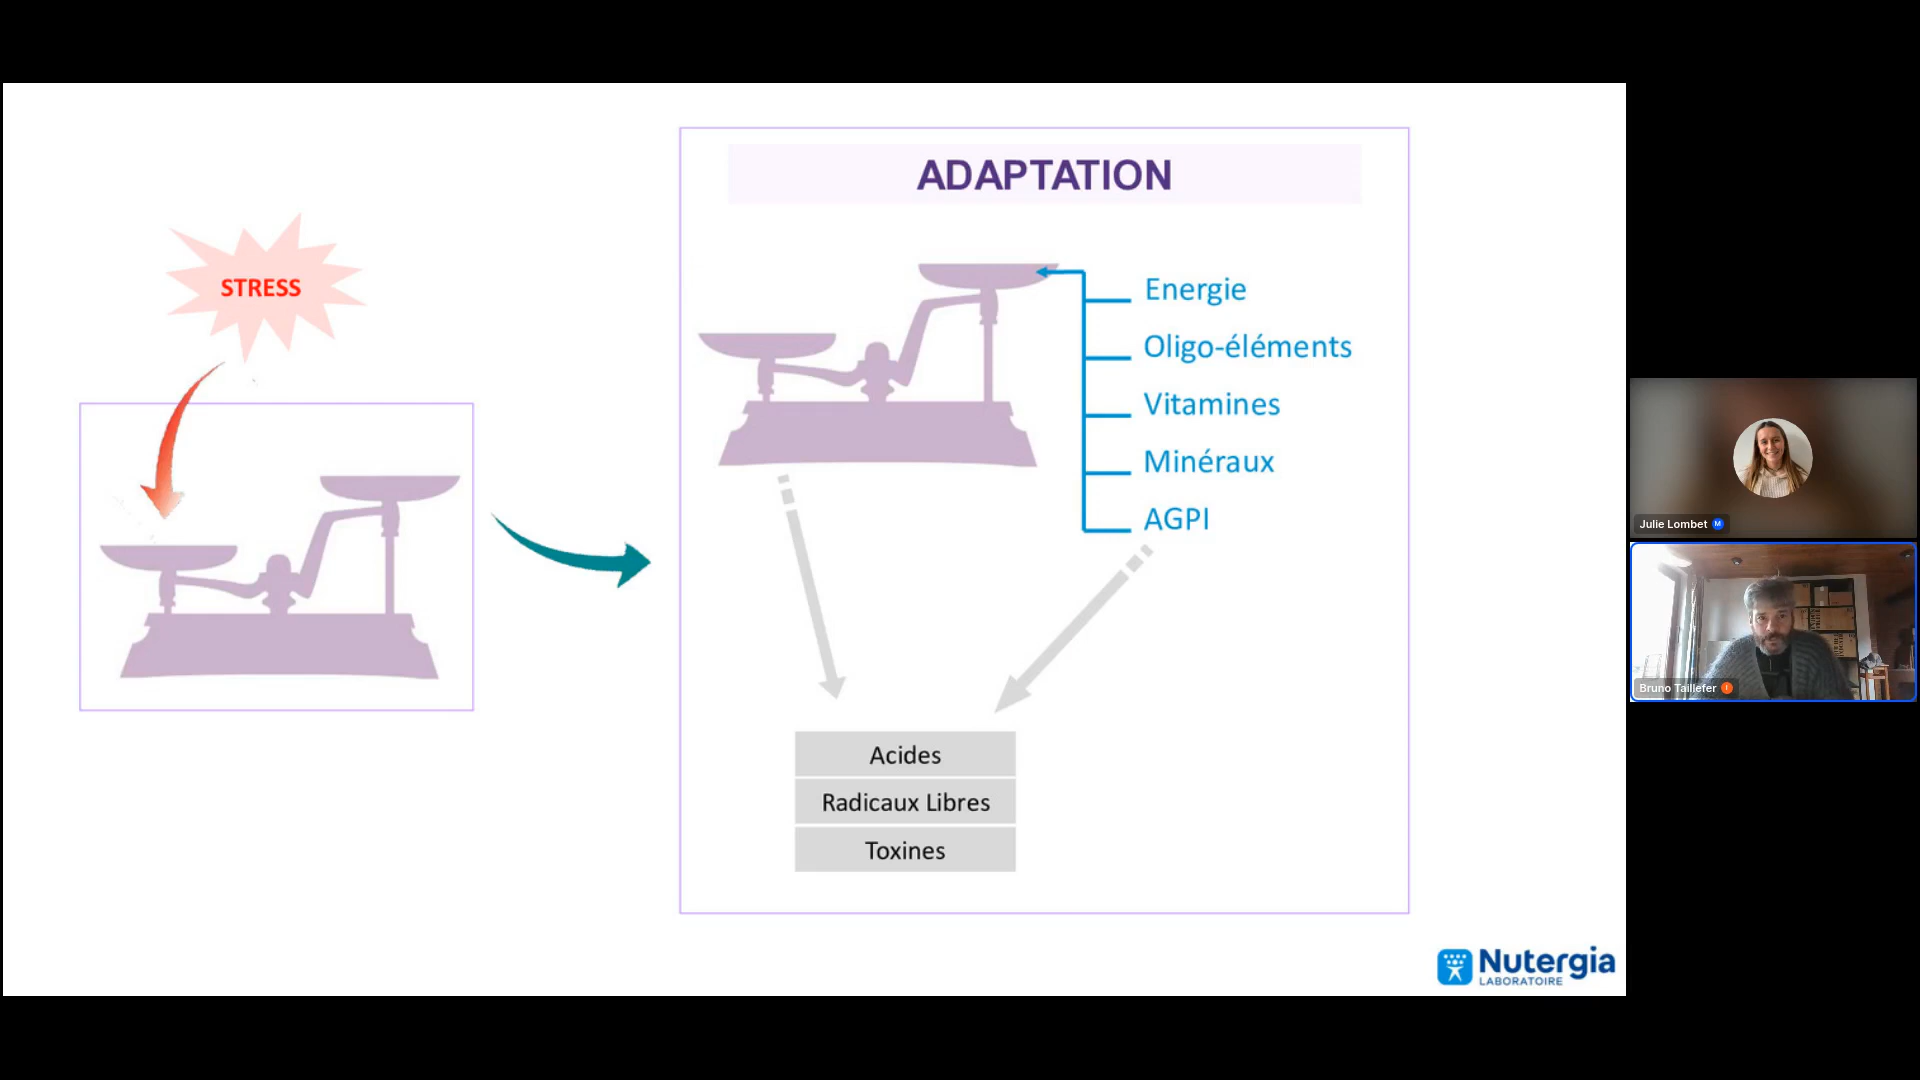 STRESS
ADAPTATION
Energie
Oligo-éléments
Vitamines
Minéraux
AGPI
Acides
Radicaux Libres
Toxines
Nutergia
LABORATOIRE
Julie Lombet
M
Bruno Taillefer